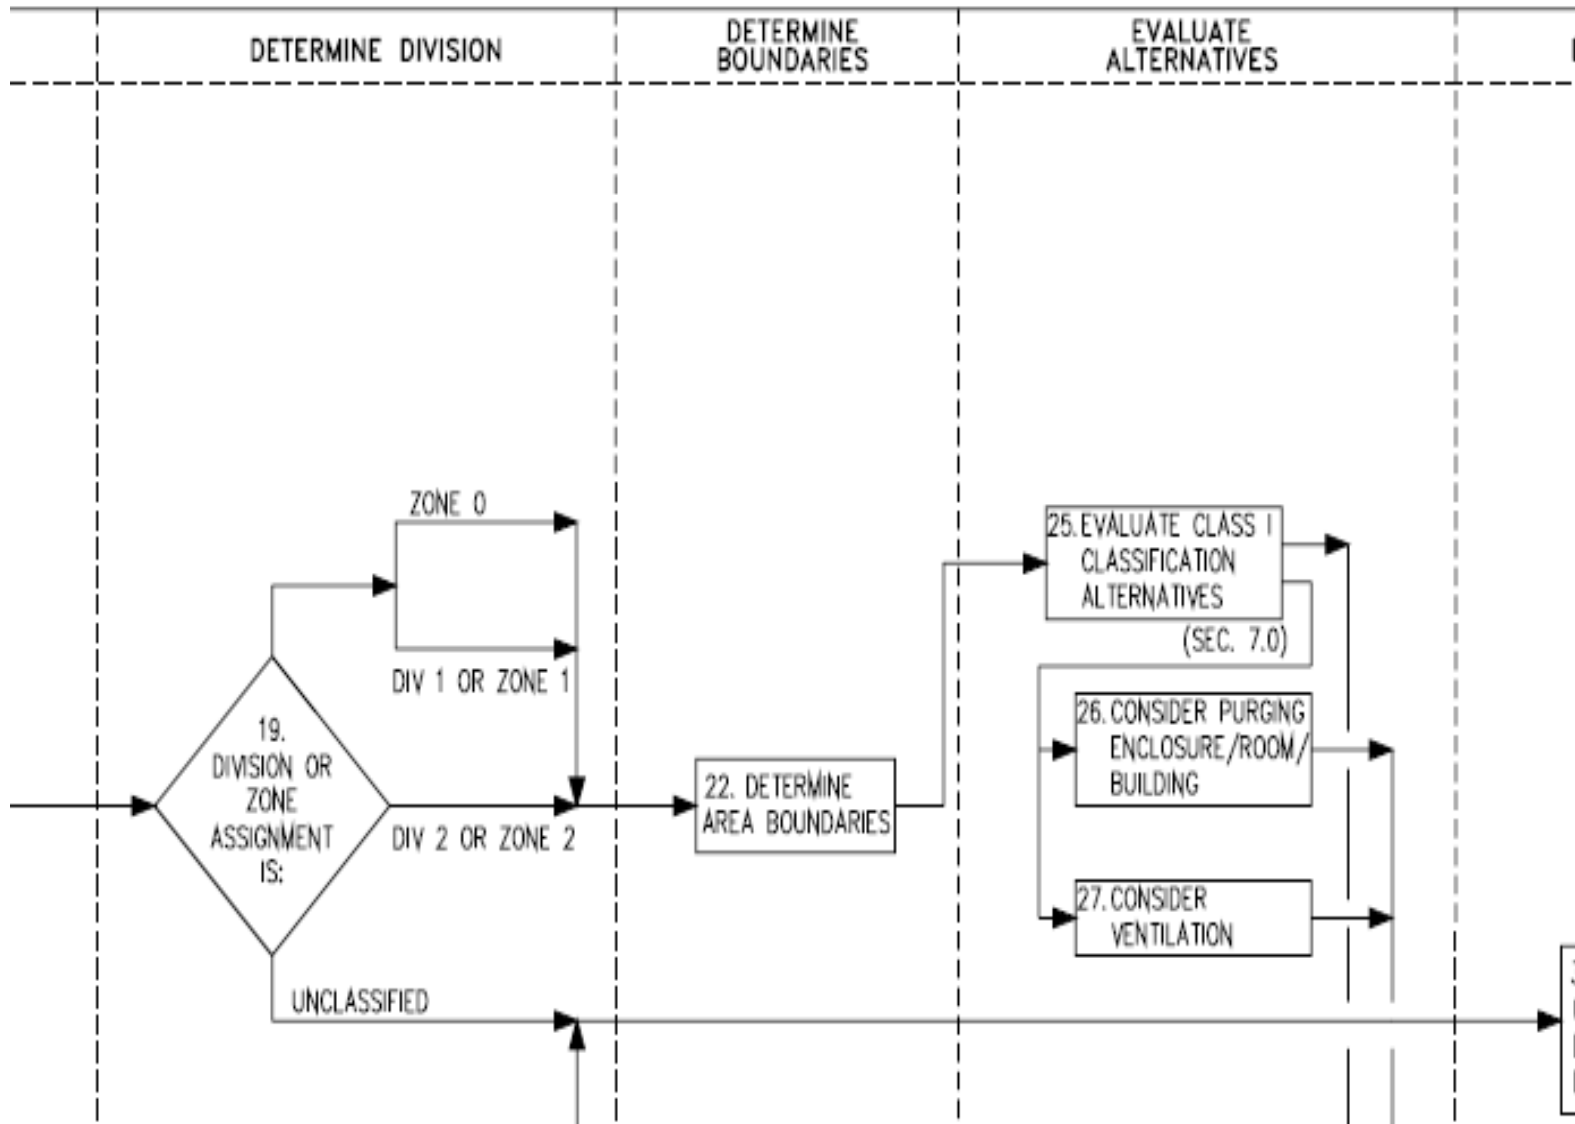 DETERMINE DIVISION
DETERMINE
BOUNDARIES
EVALUATE
ALTERNATIVES
ZONE 0
DIV 1 OR ZONE 1
19.
DIVISION OR
ZONE
ASSIGNMENT
IS:
DIV 2 OR ZONE 2
UNCLASSIFIED
22. DETERMINE
AREA BOUNDARIES
25. EVALUATE CLASS I
CLASSIFICATION
ALTERNATIVES
(SEC. 7.0)
26. CONSIDER PURGING
ENCLOSURE/ROOM/
BUILDING
27. CONSIDER
VENTILATION